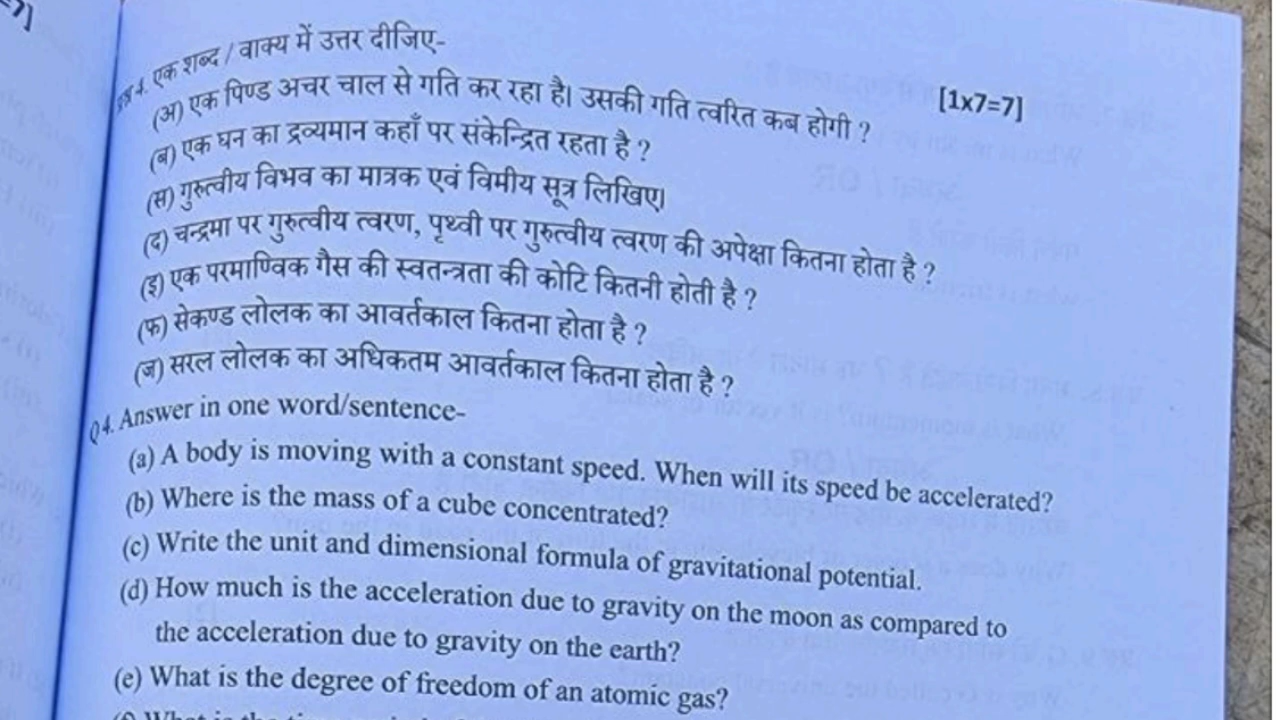 प्रश्न 4. एक शब्द / वाक्य में उत्तर दीजिए-
[1x7=7]
(अ) एक पिण्ड अचर चाल से गति कर रहा है। उसकी गति त्वरित कब होगी ?
(ब) एक घन का द्रव्यमान कहाँ पर संकेन्द्रित रहता है ?
(स) गुरुत्वीय विभव का मात्रक एवं विमीय सूत्र लिखिए।
(द) चन्द्रमा पर गुरुत्वीय त्वरण, पृथ्वी पर गुरुत्वीय त्वरण की अपेक्षा कितना होता है ?
(इ) एक परमाण्विक गैस की स्वतन्त्रता की कोटि कितनी होती है ?
(फ) सेकण्ड लोलक का आवर्तकाल कितना होता है ?
(ज) सरल लोलक का अधिकतम आवर्तकाल कितना होता है ?
Q4. Answer in one word/sentence-
(a) A body is moving with a constant speed. When will its speed be accelerated?
(b) Where is the mass of a cube concentrated?
(c) Write the unit and dimensional formula of gravitational potential.
(d) How much is the acceleration due to gravity on the moon as compared to
the acceleration due to gravity on the earth?
(e) What is the degree of freedom of an atomic gas?